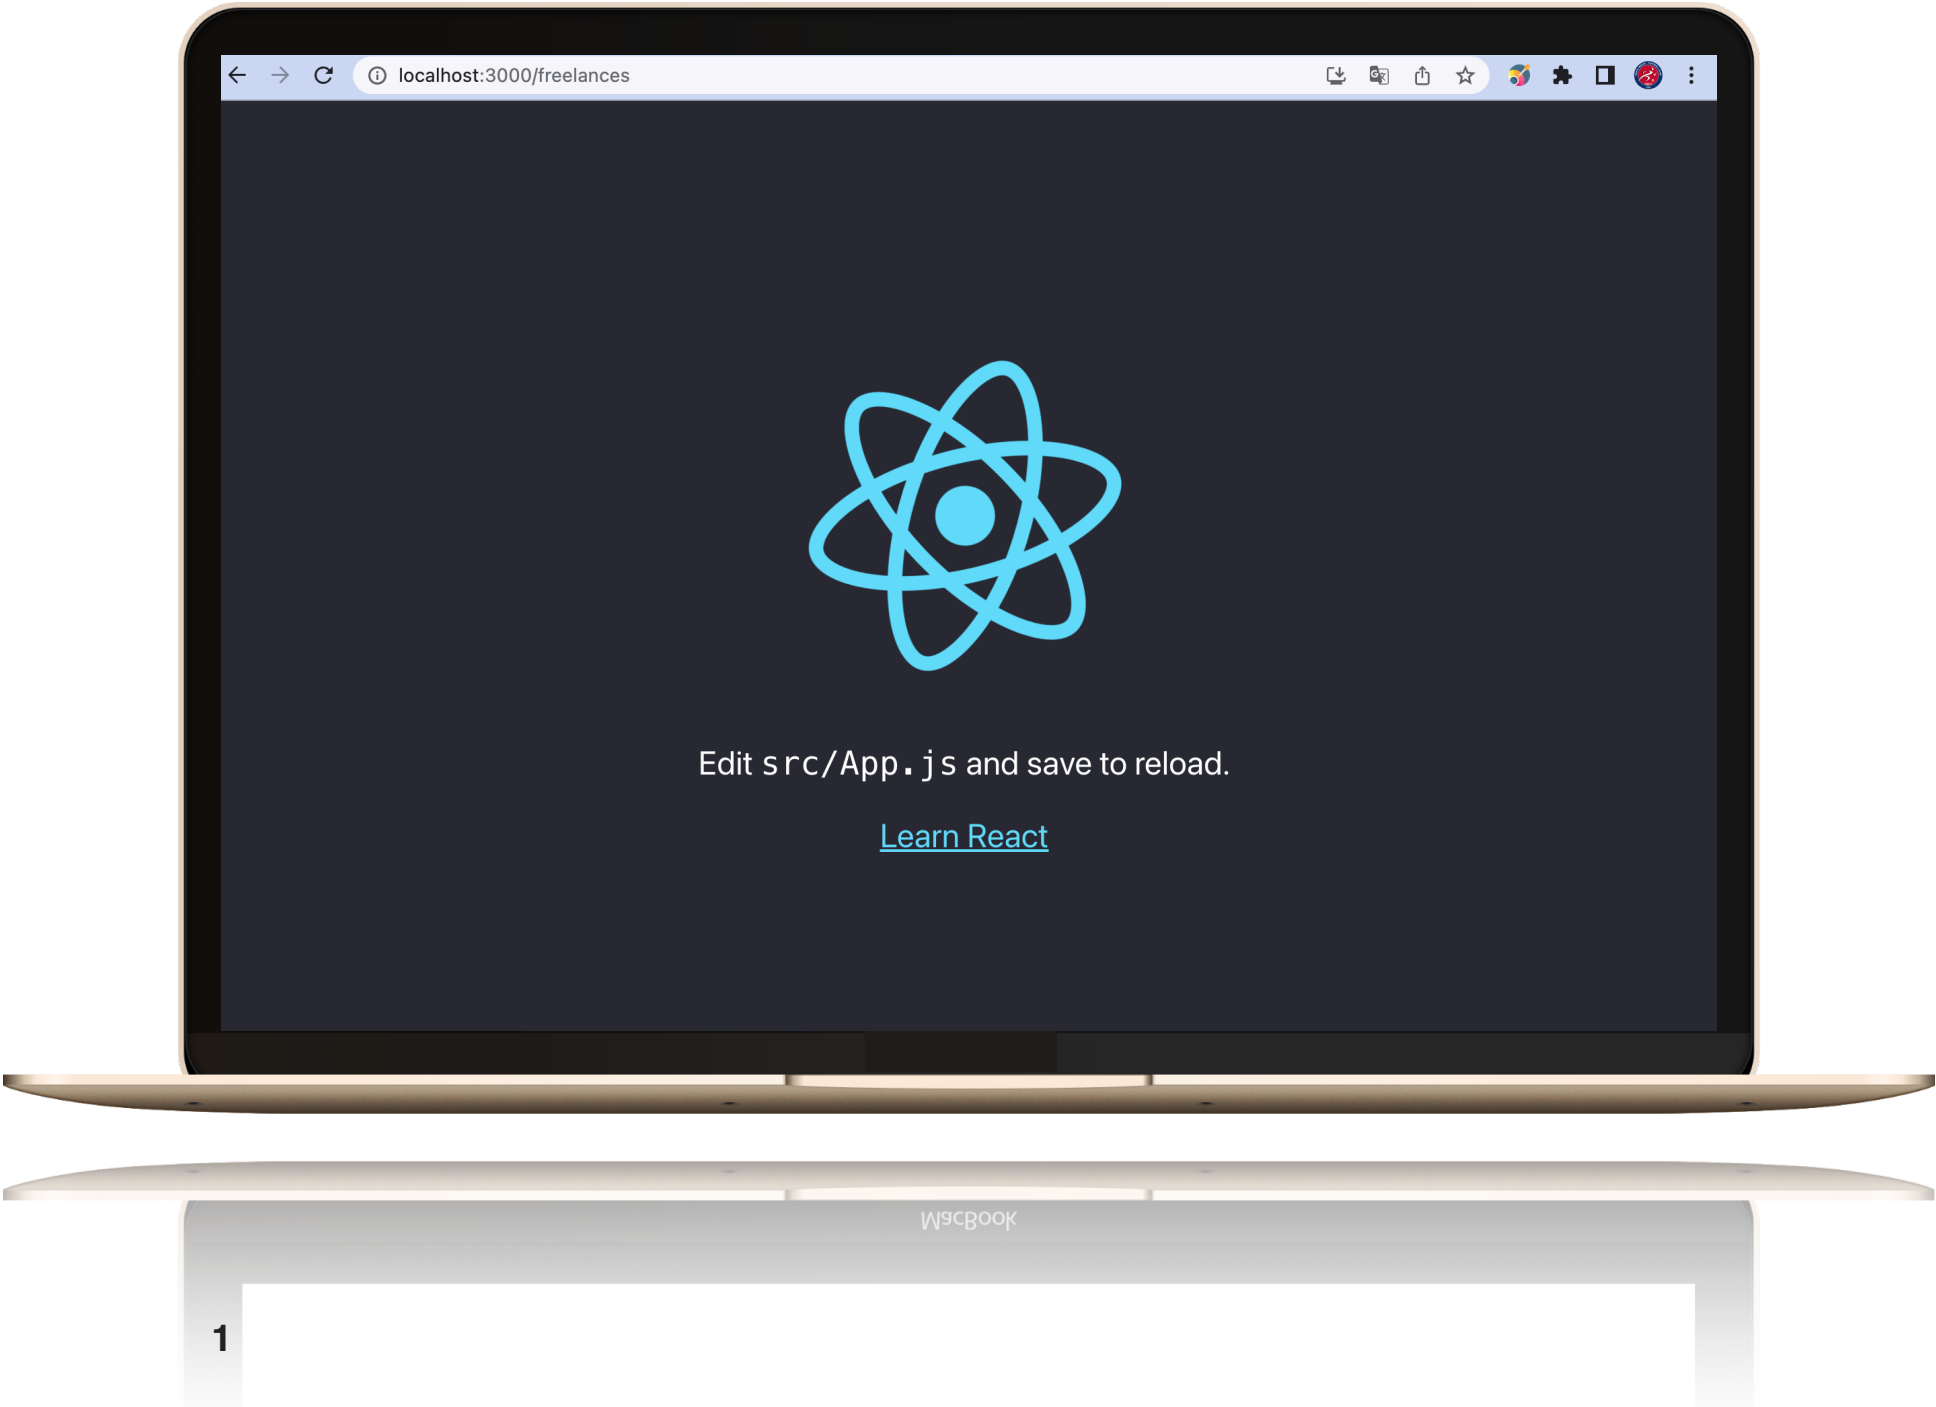 localhost:3000/freelances
Edit src/App.js and save to reload.
Learn React
MacBook
1